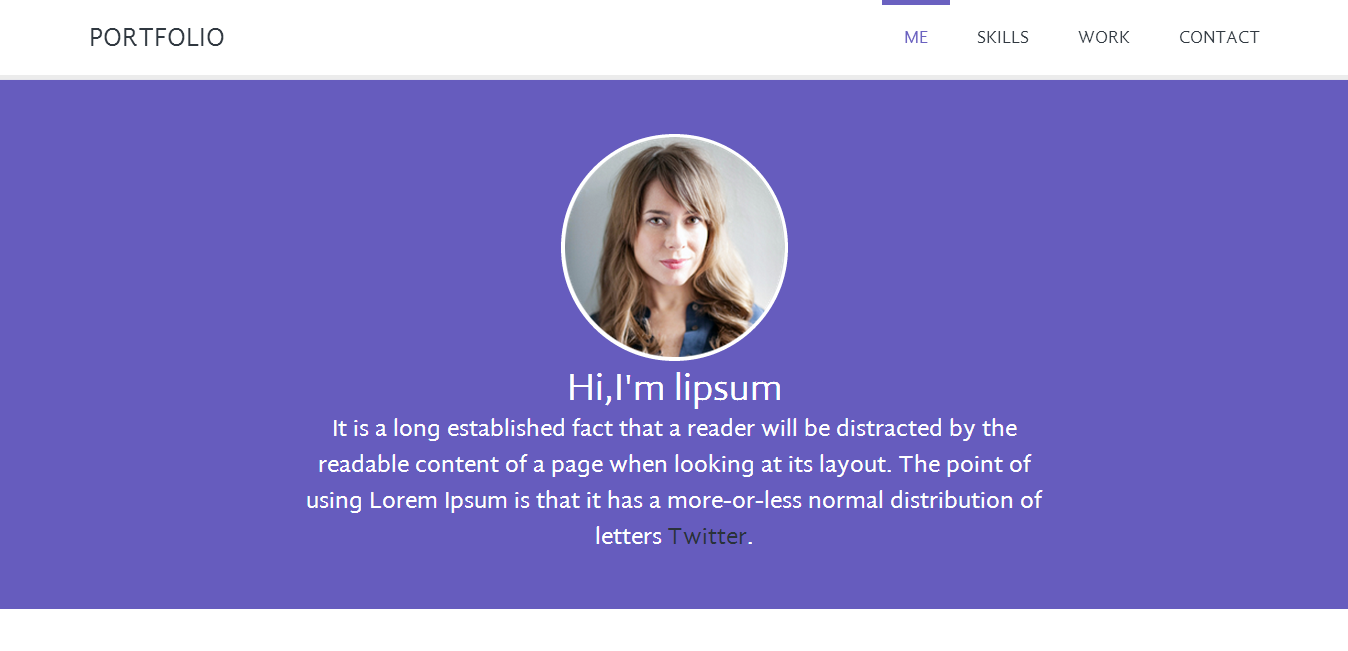 PORTFOLIO
ME SKILLS WORK CONTACT
Hi,I'm lipsum
It is a long established fact that a reader will be distracted by the
readable content of a page when looking at its layout. The point of
using Lorem Ipsum is that it has a more-or-less normal distribution of
letters Twitter.